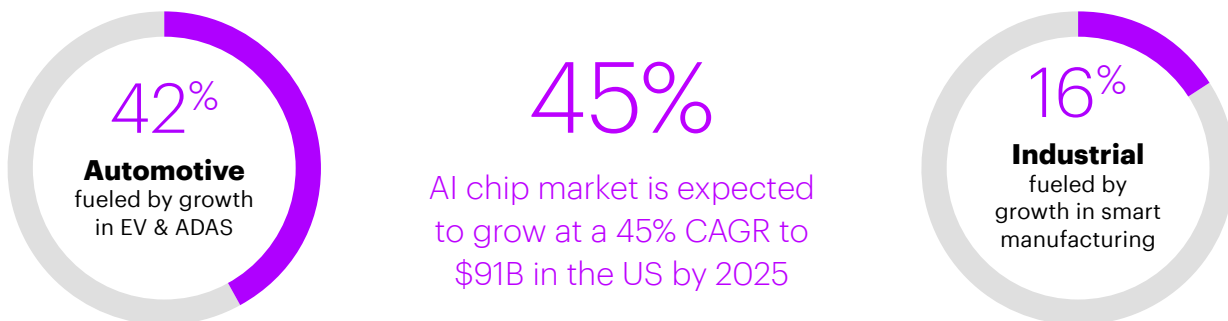 42%
Automotive
fueled by growth
in EV & ADAS
45%
AI chip market is expected
to grow at a 45% CAGR to
$91B in the US by 2025
16%
Industrial
fueled by
growth in smart
manufacturing